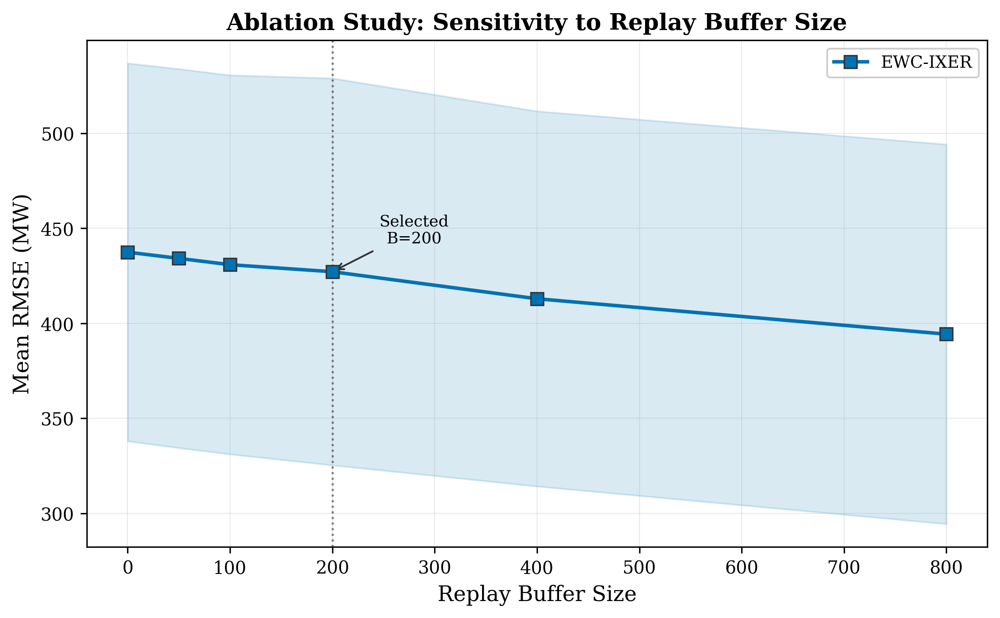 Ablation Study: Sensitivity to Replay Buffer Size
EWC-IXER
Mean RMSE (MW)
500
450
400
350
300
Selected
B=200
0 100 200 300 400 500 600 700 800
Replay Buffer Size